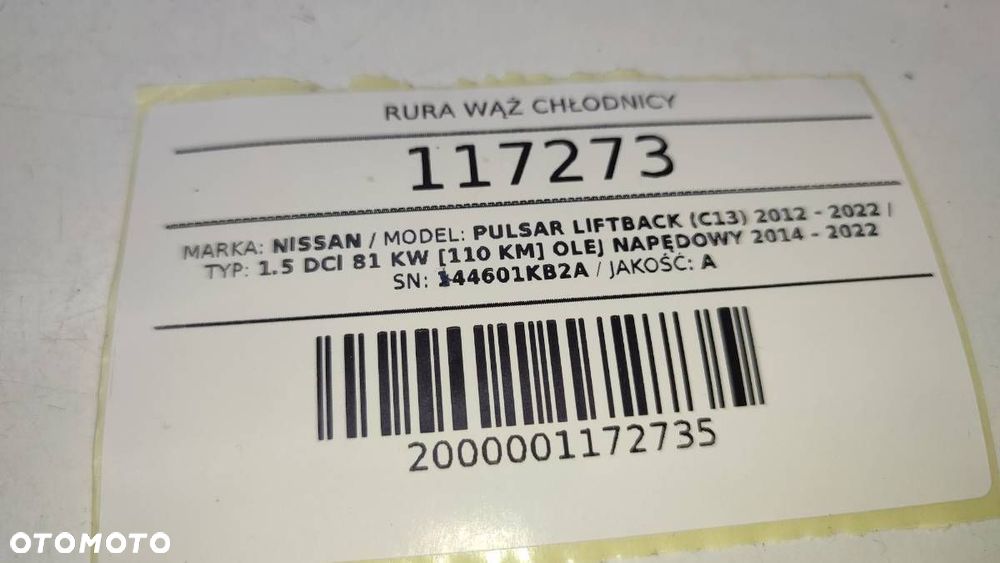 RURA WĄŻ CHŁODNICY
117273
MARKA: NISSAN / MODEL: PULSAR LIFTBACK (C13) 2012 - 2022 /
TYP: 1.5 DCI 81 KW [110 KM] OLEJ NAPĘDOWY 2014 - 2022
SN: 144601KB2A / JAKOŚĆ: A
2000001172735
OTOMOTO